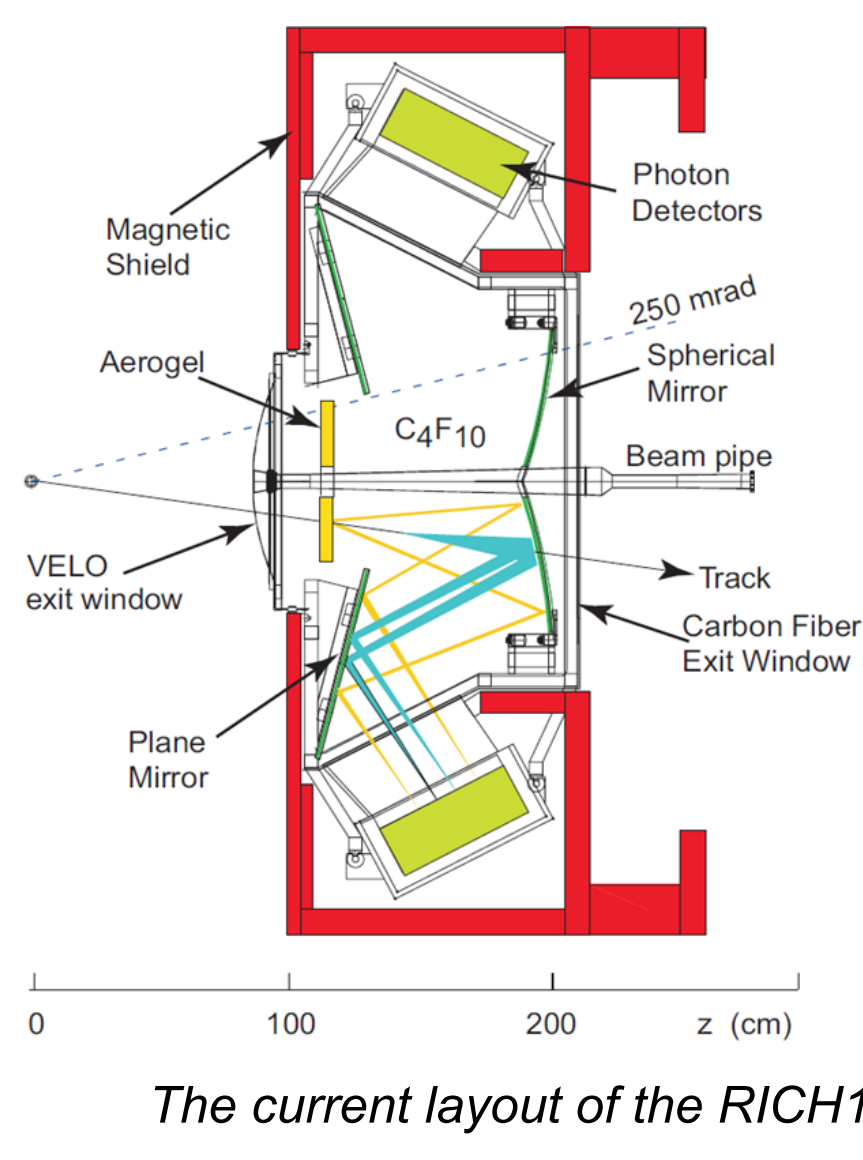 Photon
Detectors
Magnetic
Shield
250 mrad
Aerogel
Spherical
Mirror
C4F10
Beam pipe
VELO
exit window
Track
Carbon Fiber
Exit Window
Plane
Mirror
0 100 200 z (cm)
The current layout of the RICH1